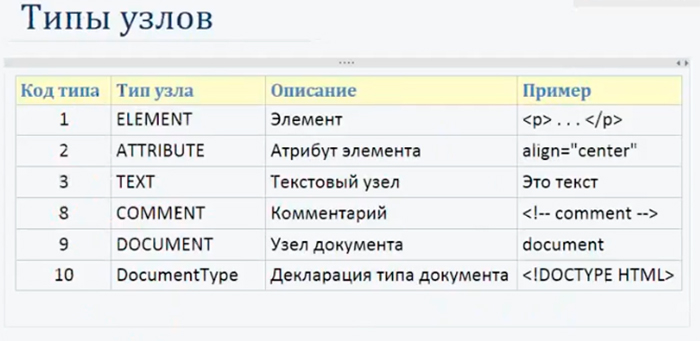 Типы узлов
Код типа Тип узла Описание Пример
1 ELEMENT Элемент <p> . . . </p>
2 ATTRIBUTE Атрибут элемента align="center"
3 TEXT Текстовый узел Это текст
8 COMMENT Комментарий <!-- comment -->
9 DOCUMENT Узел документа document
10 DocumentType Декларация типа документа <!DOCTYPE HTML>